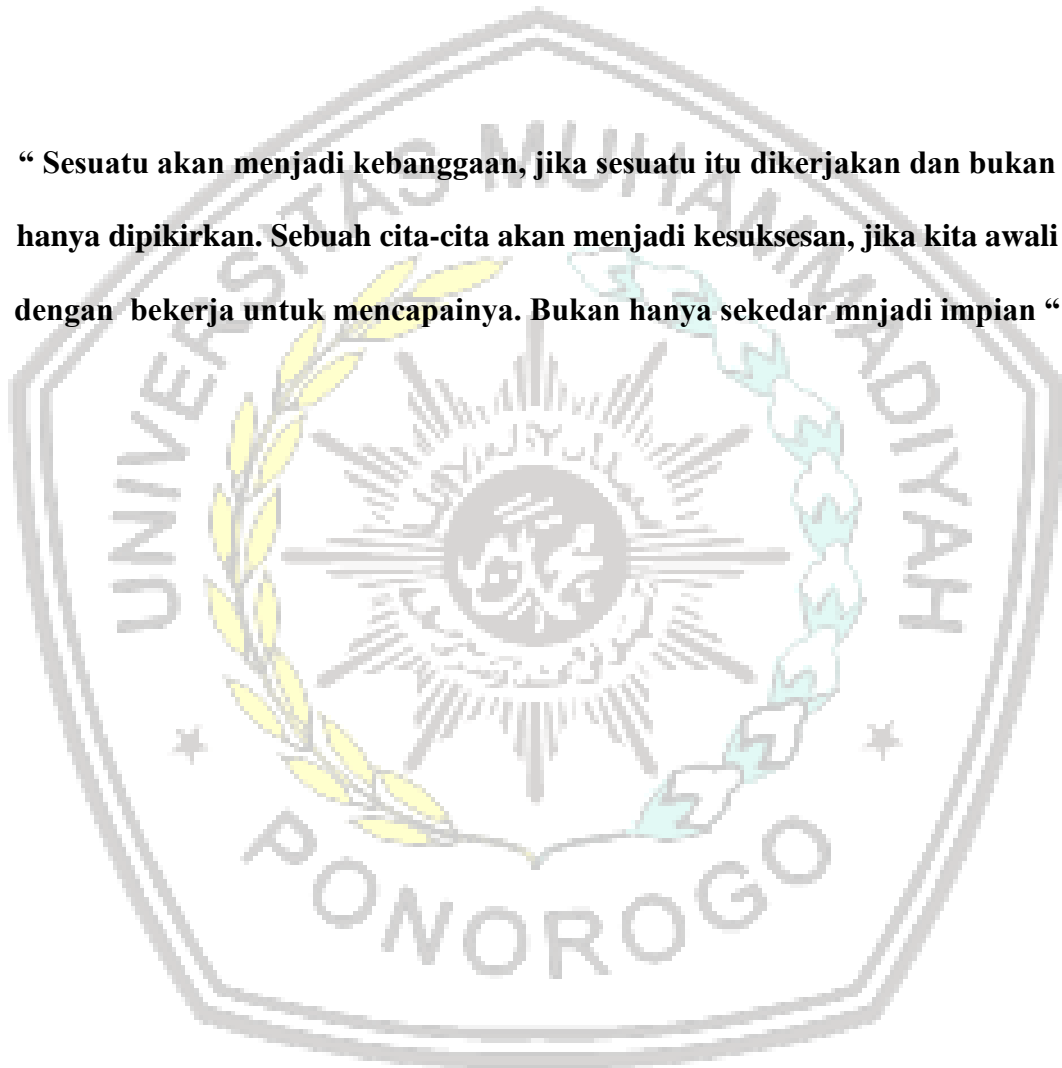 “ Sesuatu akan menjadi kebanggaan, jika sesuatu itu dikerjakan dan bukan
hanya dipikirkan. Sebuah cita-cita akan menjadi kesuksesan, jika kita awali
dengan  bekerja untuk mencapainya. Bukan hanya sekedar mnjadi impian “
UNIVERSITAS MUHAMMADIYAH
PONOROGO